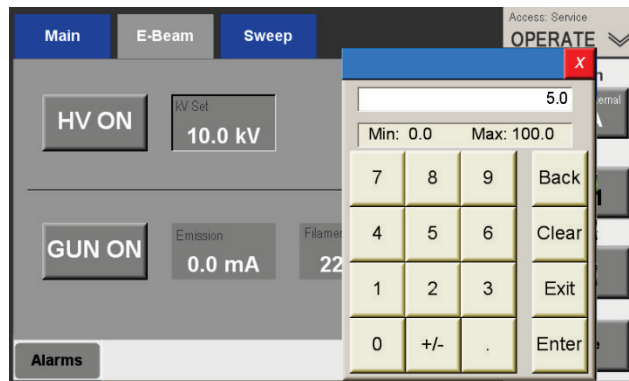 Main
E-Beam
Sweep
Access: Service
OPERATE
X
HV ON
kV Set
10.0 kV
5.0
Min: 0.0 Max: 100.0
7 8 9 Back
4 5 6 Clear
1 2 3 Exit
0 +/- . Enter
GUN ON
Emission
0.0 mA
22
Alarms